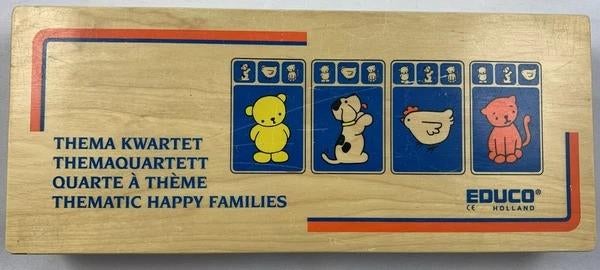 THEMA KWARTET
THEMAQUARTETT
QUARTE À THÈME
THEMATIC HAPPY FAMILIES
EDUCO®
CE HOLLAND